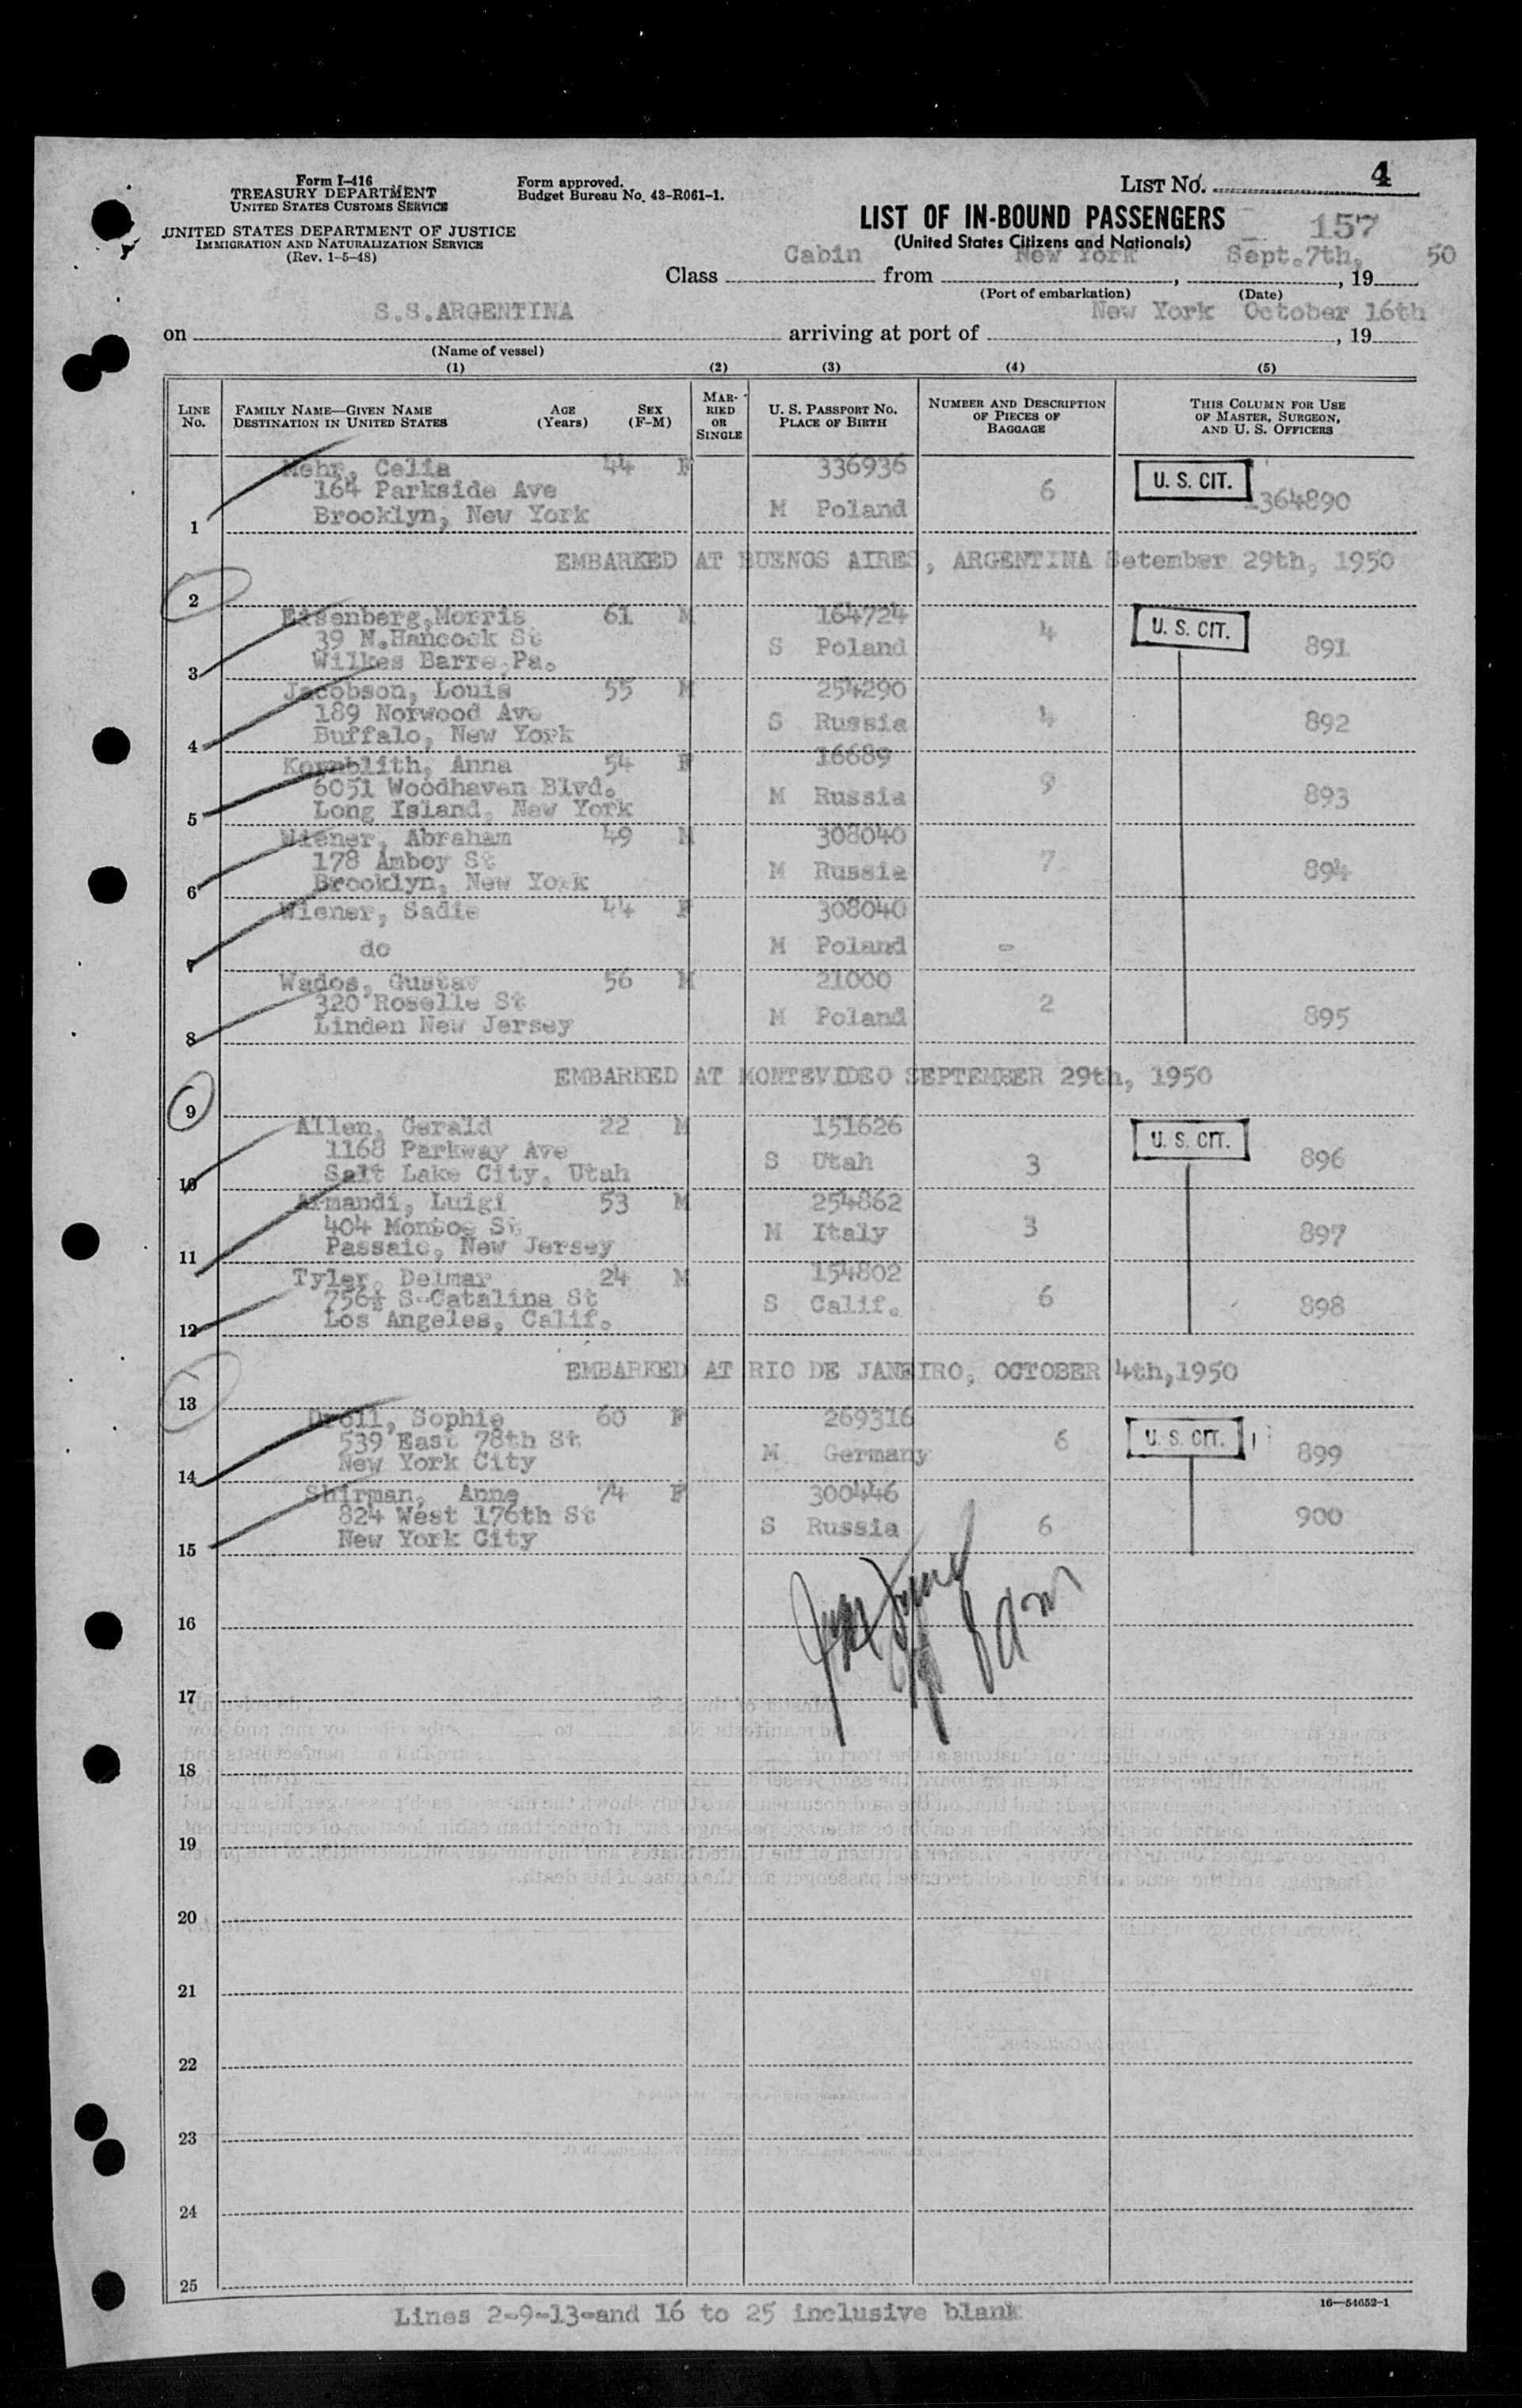 Form I-416
TREASURY DEPARTMENT
UNITED STATES CUSTOMS SERVICE
UNITED STATES DEPARTMENT OF JUSTICE
IMMIGRATION AND NATURALIZATION SERVICE
(Rev. 1-5-48)
Form approved.
Budget Bureau No. 43-R061-1.
LIST No. 4
LIST OF IN-BOUND PASSENGERS 157
(United States Citizens and Nationals)
Class Cabin from New York, Sept.7th, 19 50
(Port of embarkation) (Date)
on S.S.ARGENTINA arriving at port of New York October 16th, 19
(Name of vessel)
(1) (2) (3) (4) (5)
LINE No. FAMILY NAME—GIVEN NAME DESTINATION IN UNITED STATES AGE (Years) SEX (F-M) MARRIED OR SINGLE U. S. PASSPORT NO. PLACE OF BIRTH NUMBER AND DESCRIPTION OF PIECES OF BAGGAGE THIS COLUMN FOR USE OF MASTER, SURGEON, AND U. S. OFFICERS
Mehr, Celia 44 F 336936
164 Parkside Ave 6 U. S. CIT. 1364890
1 Brooklyn, New York M Poland
EMBARKED AT BUENOS AIRES, ARGENTINA Setember 29th, 1950
2
Eisenberg,Morris 61 M 164724
39 N.Hancock St 4 U. S. CIT. 891
3 Wilkes Barre,Pa. S Poland
Jacobson, Louis 55 M 254290
189 Norwood Ave 4 892
4 Buffalo, New York S Russia
Kornblith, Anna 54 F 16689
6051 Woodhaven Blvd. 9 893
5 Long Island, New York M Russia
Wiener, Abraham 49 M 308040
178 Amboy St 7 894
6 Brooklyn, New York M Russia
Wiener, Sadie 44 F 308040
7 do M Poland -
Wados, Gustav 56 M 21000
320 Roselle St 2
8 Linden New Jersey M Poland 895
EMBARKED AT MONTEVIDEO SEPTEMBER 29th, 1950
9
Allen, Gerald 22 M 151626
1168 Parkway Ave U. S. CIT. 896
10 Salt Lake City, Utah S Utah 3
Armandi, Luigi 53 M 254862
404 Monroe St 3 897
11 Passaic, New Jersey M Italy
Tyler, Delmar 24 M 154802
756½ S-Catalina St 6 898
12 Los Angeles, Calif. S Calif.
EMBARKED AT RIO DE JANEIRO, OCTOBER 4th,1950
13
Droll, Sophie 60 F 269316
539 East 78th St 6 U. S. CIT. 899
14 New York City M Germany
Shirman, Anne 74 F 300446
824 West 176th St 6 900
15 New York City S Russia
16
17
18
19
20
21
22
23
24
25
Lines 2-9-13-and 16 to 25 inclusive blank
16—54652-1